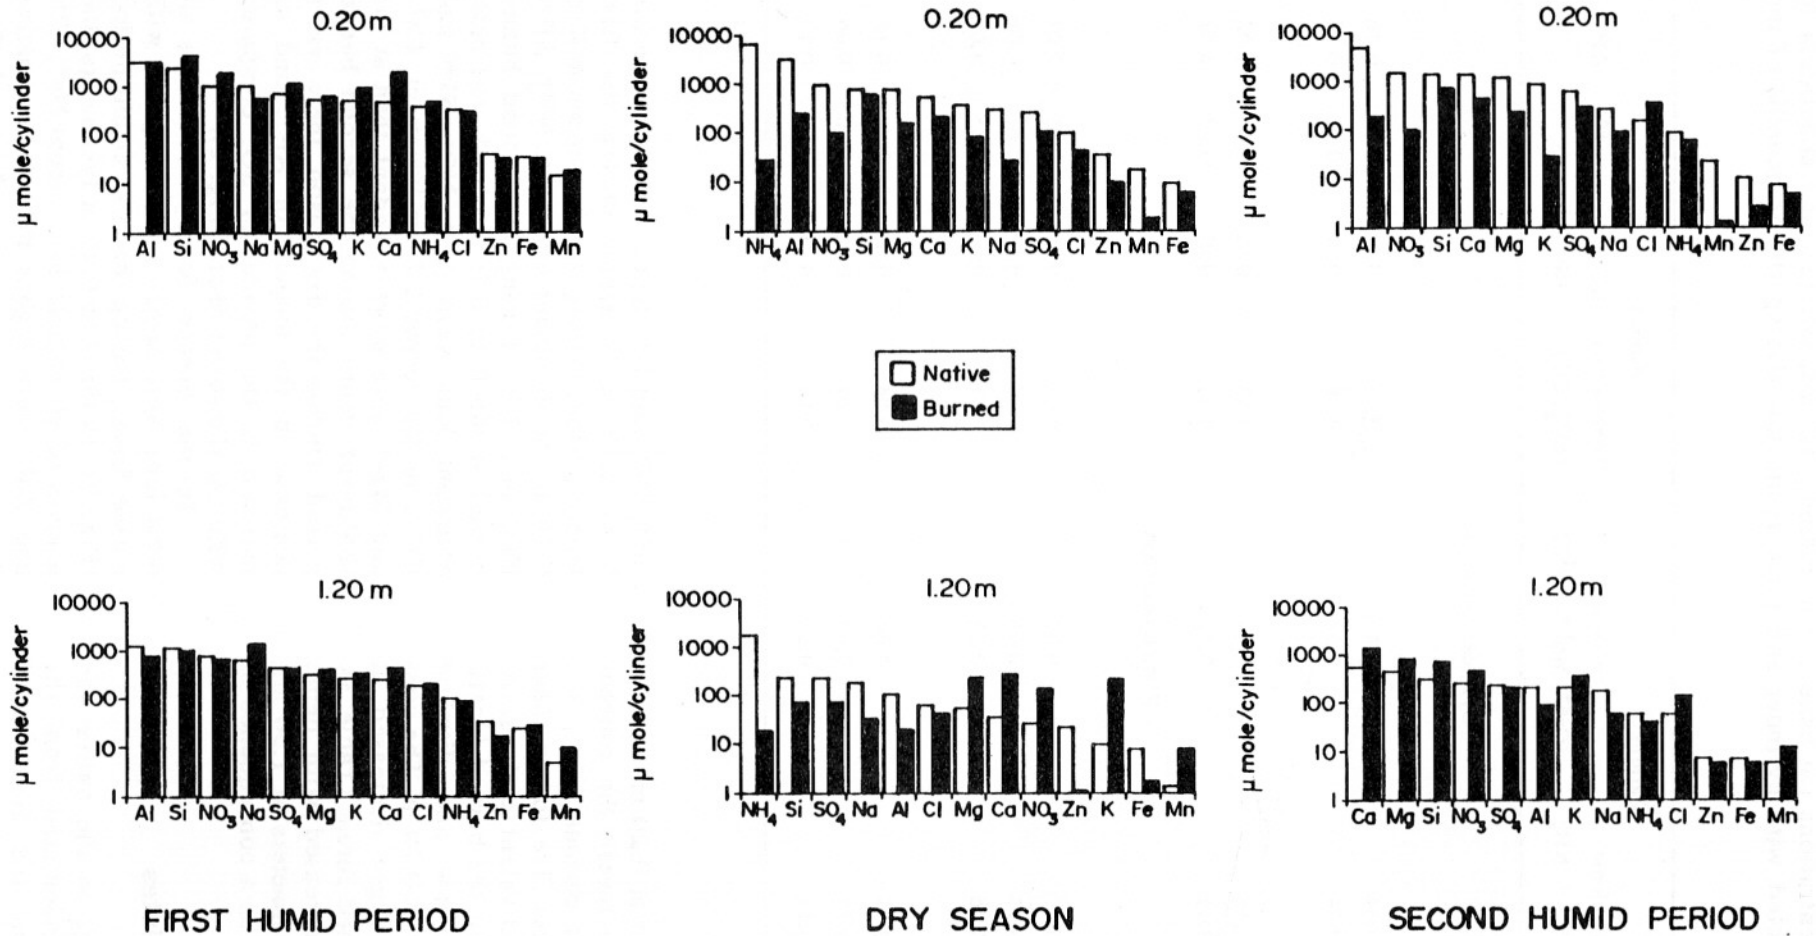 0.20m
10000
1000
100
10
1
μ mole/cylinder
Al Si NO3 Na Mg SO4 K Ca NH4 Cl Zn Fe Mn
0.20m
10000
1000
100
10
1
μ mole/cylinder
NH4 Al NO3 Si Mg Ca K Na SO4 Cl Zn Mn Fe
0.20m
10000
1000
100
10
1
μ mole/cylinder
Al NO3 Si Ca Mg K SO4 Na Cl NH4 Mn Zn Fe
Native
Burned
1.20m
10000
1000
100
10
1
μ mole/cylinder
Al Si NO3 Na SO4 Mg K Ca Cl NH4 Zn Fe Mn
1.20m
10000
1000
100
10
1
μ mole/cylinder
NH4 Si SO4 Na Al Cl Mg Ca NO3 Zn K Fe Mn
1.20m
10000
1000
100
10
1
μ mole/cylinder
Ca Mg Si NO3 SO4 Al K Na NH4 Cl Zn Fe Mn
FIRST HUMID PERIOD
DRY SEASON
SECOND HUMID PERIOD